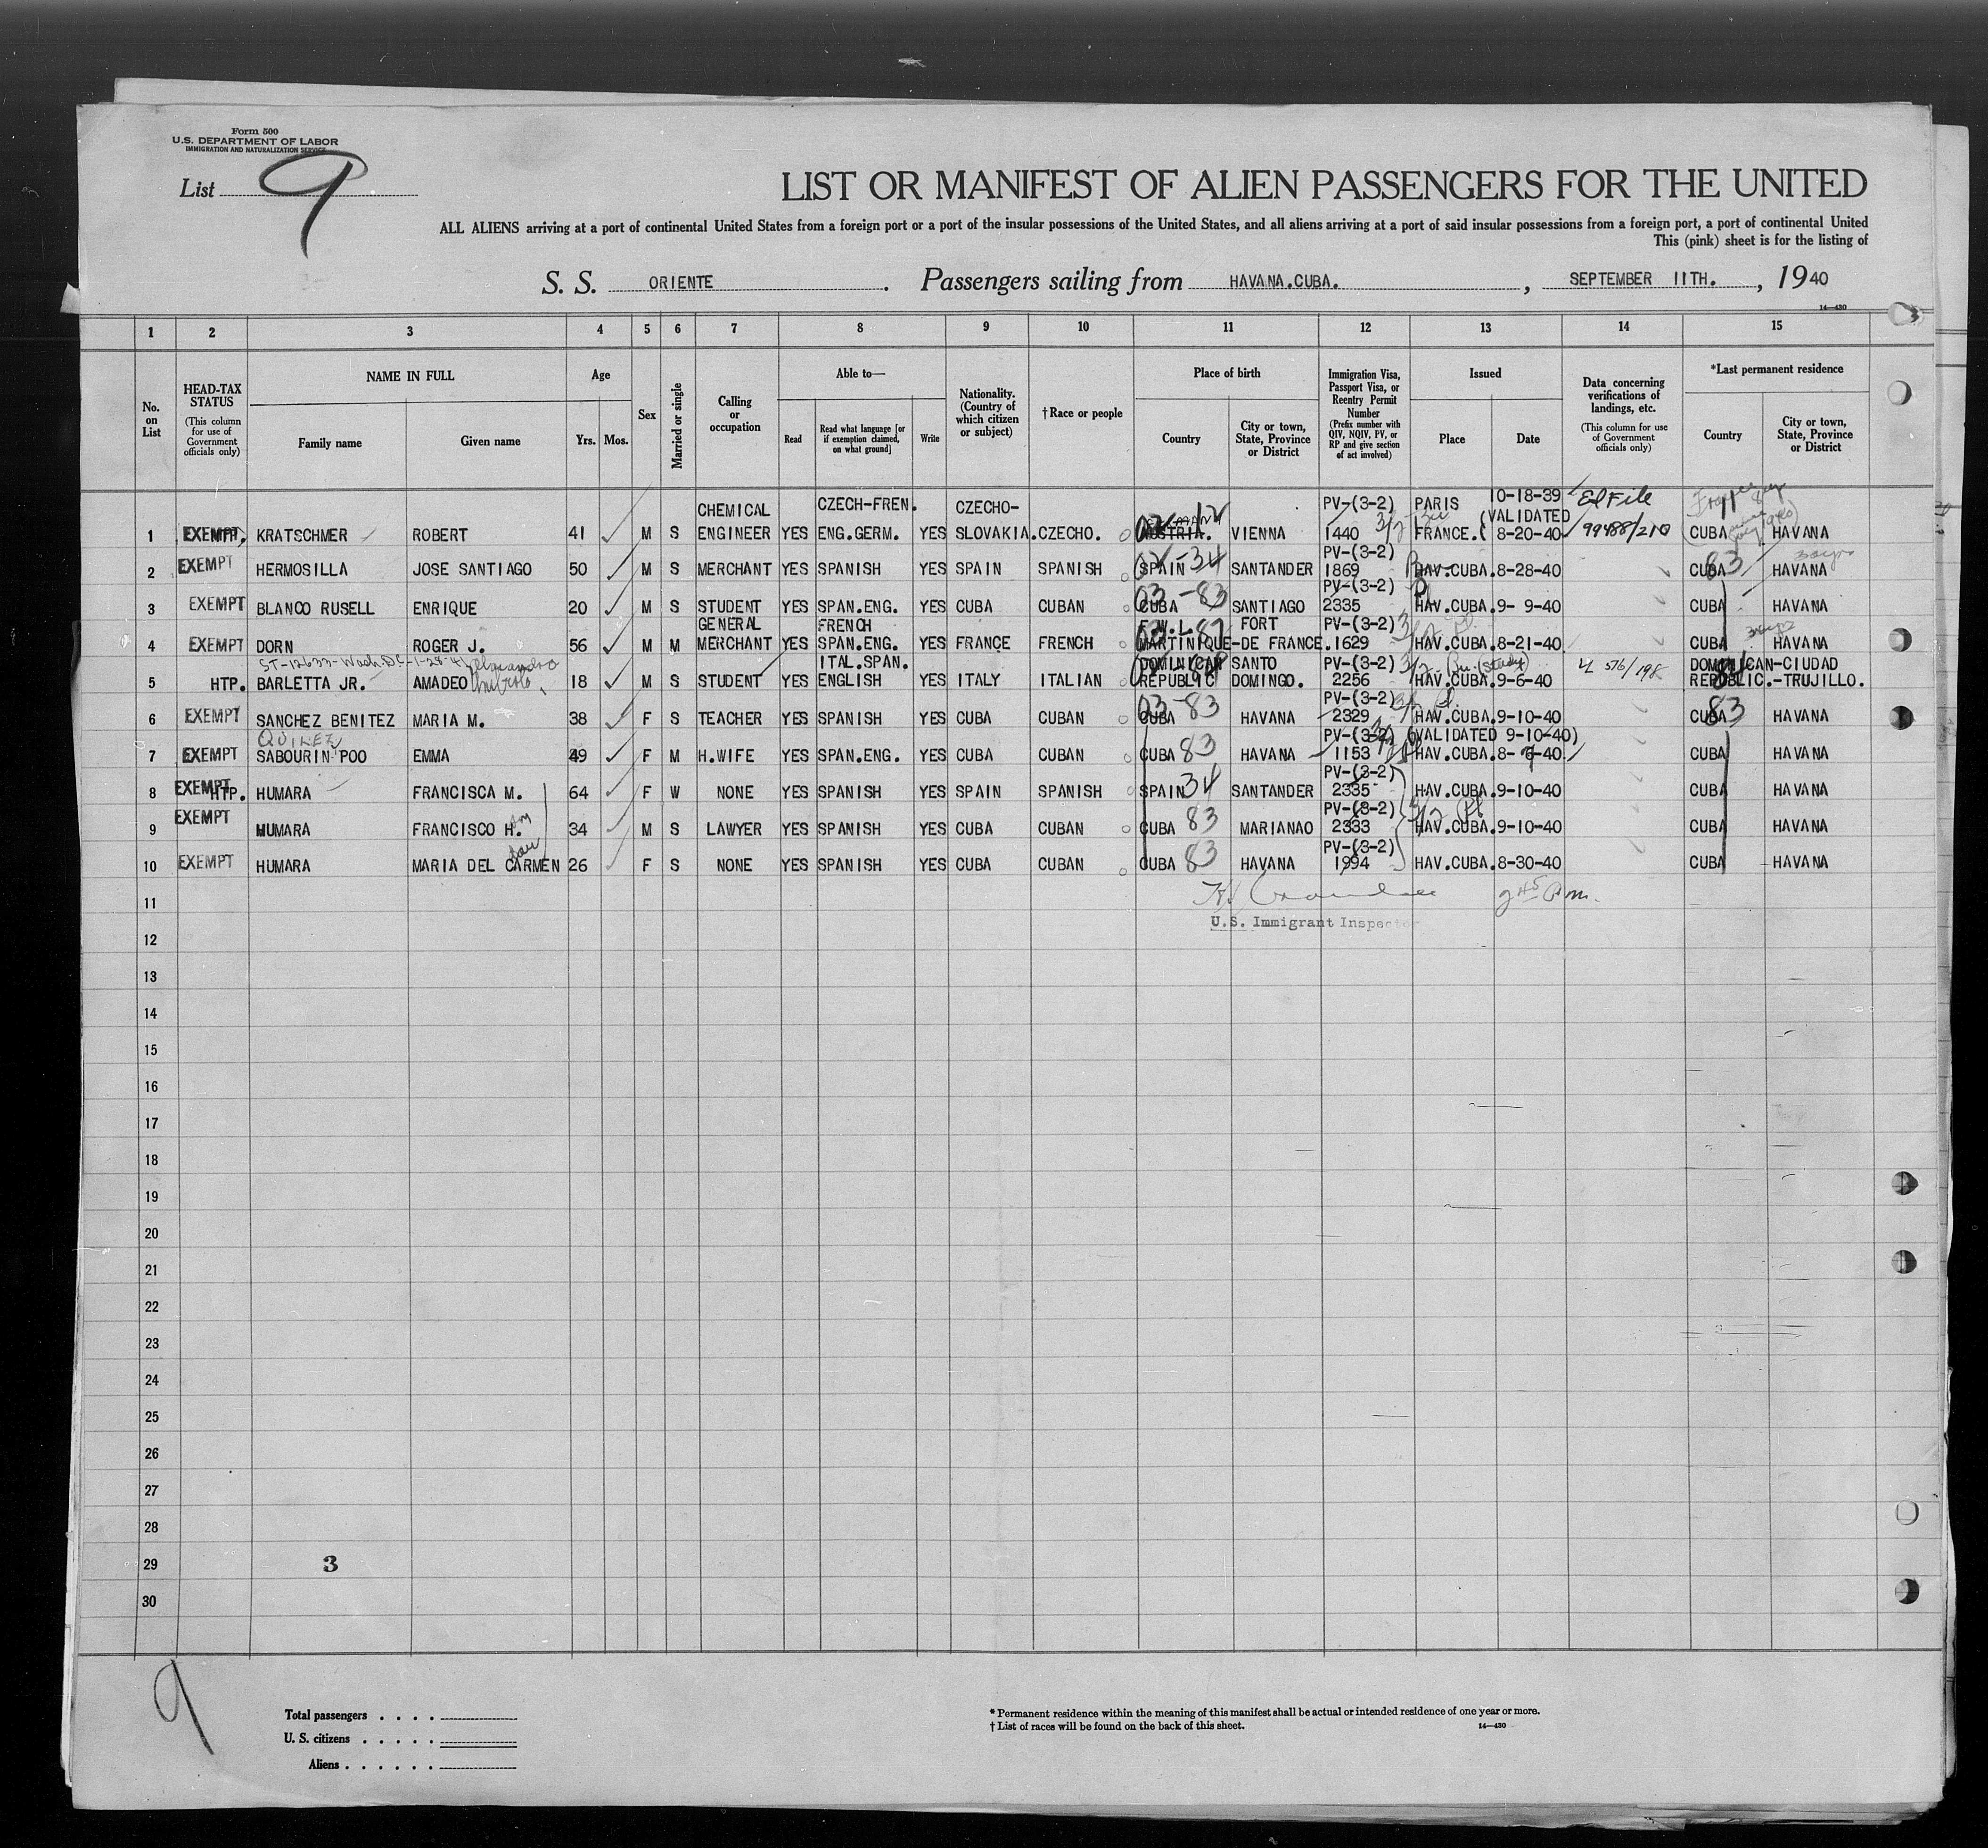 Form 500
U.S. DEPARTMENT OF LABOR
IMMIGRATION AND NATURALIZATION SERVICE
List 9
LIST OR MANIFEST OF ALIEN PASSENGERS FOR THE UNITED
ALL ALIENS arriving at a port of continental United States from a foreign port or a port of the insular possessions of the United States, and all aliens arriving at a port of said insular possessions from a foreign port, a port of continental United
This (pink) sheet is for the listing of
S. S. ORIENTE. Passengers sailing from HAVANA.CUBA., SEPTEMBER 11TH., 1940
14—430
1 2 3 4 5 6 7 8 9 10 11 12 13 14 15
No. on List
HEAD-TAX STATUS (This column for use of Government officials only)
NAME IN FULL
Family name
Given name
Age
Yrs. Mos.
Sex
Married or single
Calling or occupation
Able to—
Read
Read what language [or if exemption claimed, on what ground]
Write
Nationality. (Country of which citizen or subject)
†Race or people
Place of birth
Country
City or town, State, Province or District
Immigration Visa, Passport Visa, or Reentry Permit Number (Prefix number with QIV, NQIV, PV, or RP and give section of act involved)
Issued
Place
Date
Data concerning verifications of landings, etc. (This column for use of Government officials only)
*Last permanent residence
Country
City or town, State, Province or District
CHEMICAL CZECH-FREN. CZECHO- PV-(3-2) PARIS 10-18-39 (VALIDATED
1 EXEMPT KRATSCHMER ROBERT 41 M S ENGINEER YES ENG.GERM. YES SLOVAKIA. CZECHO. AUSTRIA. VIENNA 1440 FRANCE.( 8-20-40 99488/210 CUBA HAVANA
PV-(3-2)
2 EXEMPT HERMOSILLA JOSE SANTIAGO 50 M S MERCHANT YES SPANISH YES SPAIN SPANISH SPAIN 34 SANTANDER 1869 HAV.CUBA. 8-28-40 CUBA 83 HAVANA
PV-(3-2)
3 EXEMPT BLANCO RUSELL ENRIQUE 20 M S STUDENT YES SPAN.ENG. YES CUBA CUBAN CUBA 83 SANTIAGO 2335 HAV.CUBA. 9- 9-40 CUBA HAVANA
GENERAL FRENCH F.W.I. FORT PV-(3-2)
4 EXEMPT DORN ROGER J. 56 M M MERCHANT YES SPAN.ENG. YES FRANCE FRENCH MARTINIQUE-DE FRANCE. 1629 HAV.CUBA. 8-21-40 CUBA HAVANA
ITAL.SPAN. DOMINICAN SANTO PV-(3-2) DOMINICAN-CIUDAD
5 HTP. BARLETTA JR. AMADEO 18 M S STUDENT YES ENGLISH YES ITALY ITALIAN REPUBLIC DOMINGO. 2256 HAV.CUBA. 9-6-40 REPUBLIC.-TRUJILLO.
PV-(3-2)
6 EXEMPT SANCHEZ BENITEZ MARIA M. 38 F S TEACHER YES SPANISH YES CUBA CUBAN CUBA 83 HAVANA 2329 HAV.CUBA. 9-10-40 CUBA 83 HAVANA
QUILEZ PV-(3-2) (VALIDATED 9-10-40)
7 EXEMPT SABOURIN POO EMMA 49 F M H.WIFE YES SPAN.ENG. YES CUBA CUBAN CUBA 83 HAVANA 1153 HAV.CUBA. CUBA HAVANA
PV-(3-2)
8 EXEMPT HTP. HUMARA FRANCISCA M. 64 F W NONE YES SPANISH YES SPAIN SPANISH SPAIN 34 SANTANDER 2335 HAV.CUBA. 9-10-40 CUBA HAVANA
PV-(3-2)
9 EXEMPT HUMARA FRANCISCO H. 34 M S LAWYER YES SPANISH YES CUBA CUBAN CUBA 83 MARIANAO 2333 HAV.CUBA. 9-10-40 CUBA HAVANA
PV-(3-2)
10 EXEMPT HUMARA MARIA DEL CARMEN 26 F S NONE YES SPANISH YES CUBA CUBAN CUBA 83 HAVANA 1994 HAV.CUBA. 8-30-40 CUBA HAVANA
11
U.S. Immigrant Inspector
12
13
14
15
16
17
18
19
20
21
22
23
24
25
26
27
28
29 3
30
9
Total passengers
U. S. citizens
Aliens
* Permanent residence within the meaning of this manifest shall be actual or intended residence of one year or more.
† List of races will be found on the back of this sheet. 14—430